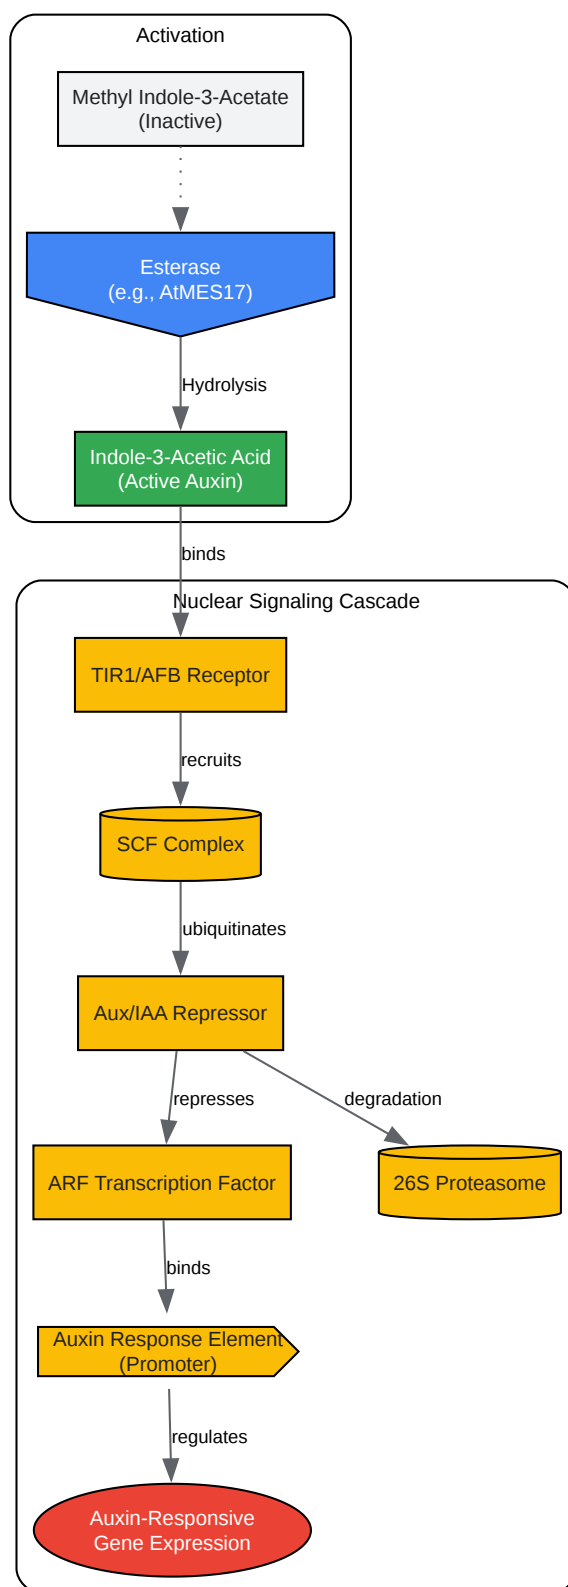 Activation
Methyl Indole-3-Acetate
(Inactive)
Esterase
(e.g., AtMES17)
Hydrolysis
Indole-3-Acetic Acid
(Active Auxin)
binds
Nuclear Signaling Cascade
TIR1/AFB Receptor
recruits
SCF Complex
ubiquitinates
Aux/IAA Repressor
represses
degradation
ARF Transcription Factor
26S Proteasome
binds
Auxin Response Element
(Promoter)
regulates
Auxin-Responsive
Gene Expression